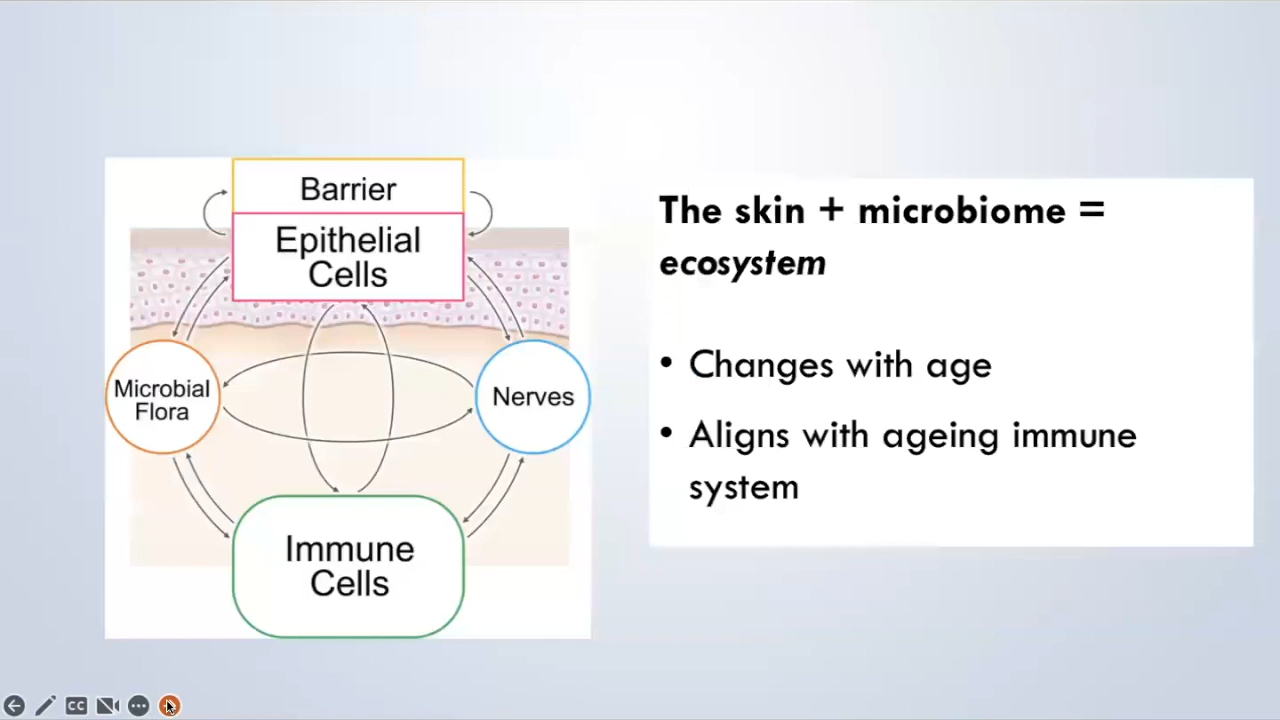 Barrier
Epithelial
Cells
Microbial
Flora
Nerves
Immune
Cells
The skin + microbiome =
ecosystem
• Changes with age
• Aligns with ageing immune
system
CC